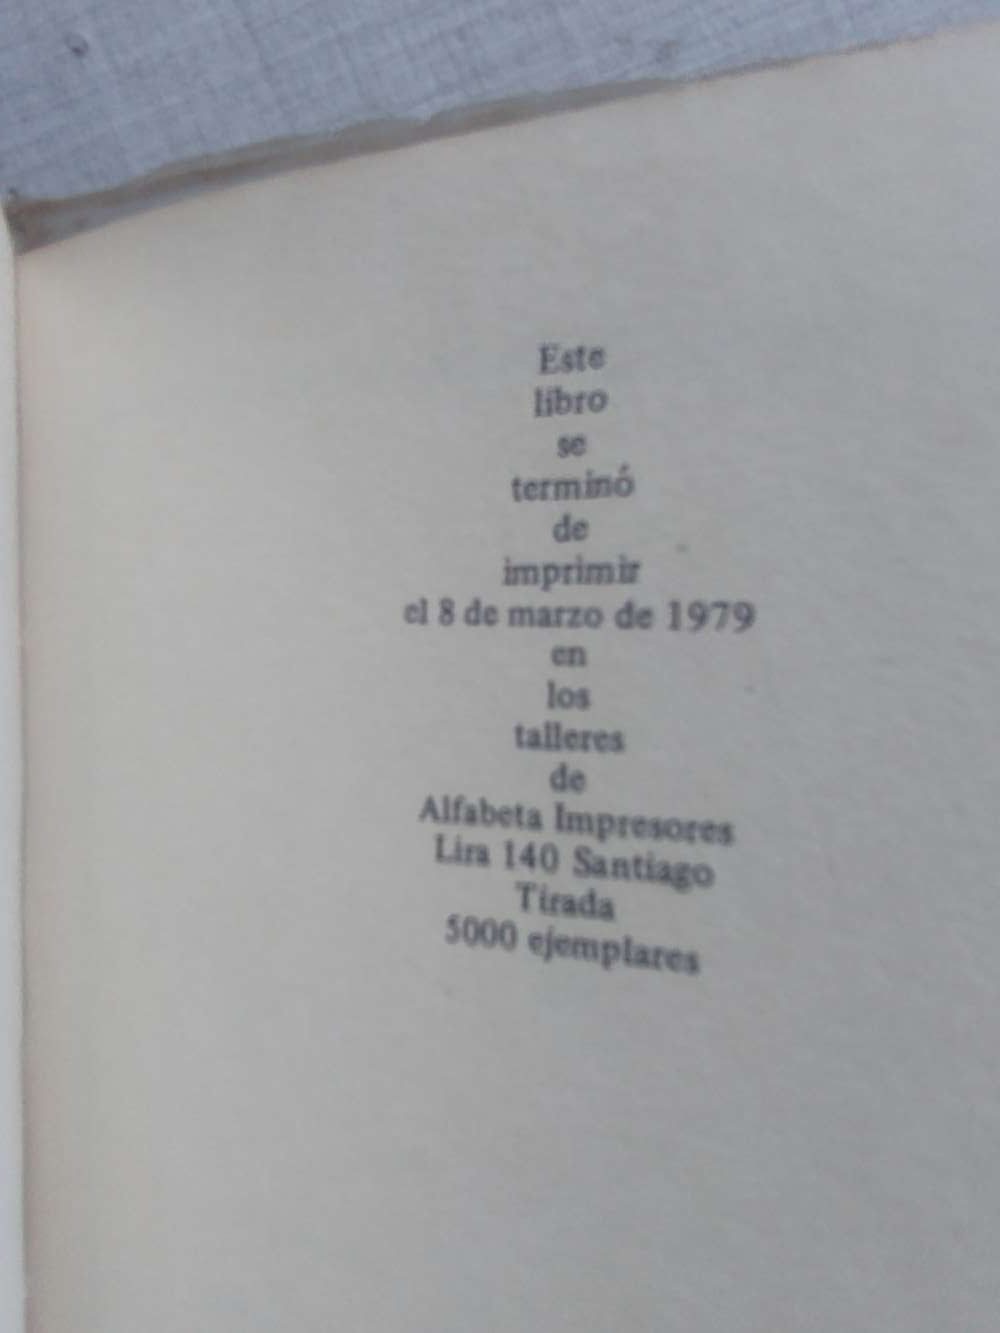 Este
libro
se
terminó
de
imprimir
el 8 de marzo de 1979
en
los
talleres
de
Alfabeta Impresores
Lira 140 Santiago
Tirada
5000 ejemplares